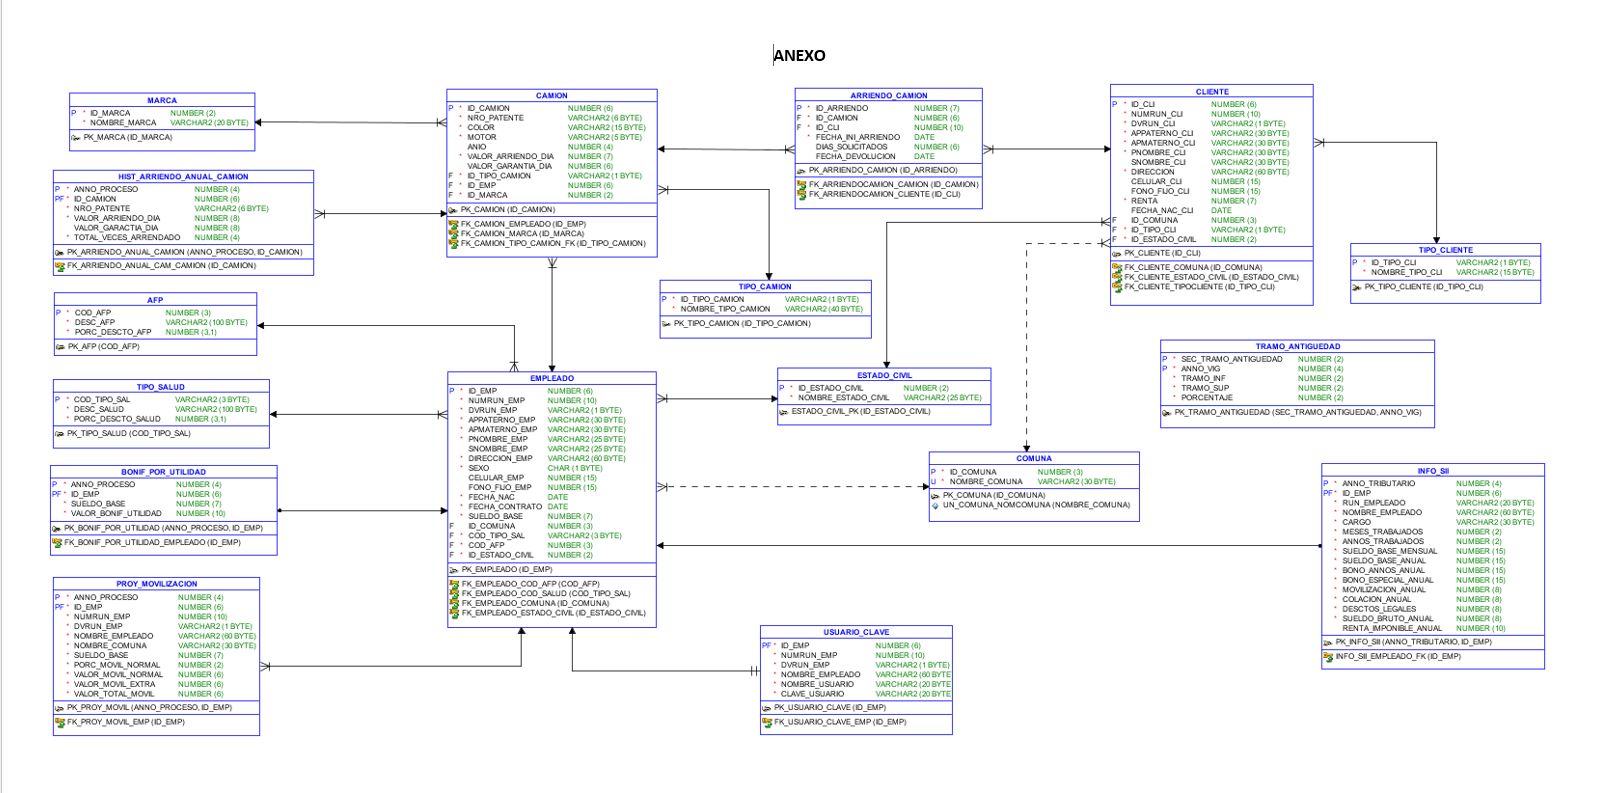 ANEXO
MARCA
P * ID_MARCA NUMBER (2)
* NOMBRE_MARCA VARCHAR2 (20 BYTE)
PK_MARCA (ID_MARCA)
HIST_ARRIENDO_ANUAL_CAMION
P * ANNO_PROCESO NUMBER (4)
PF * ID_CAMION NUMBER (6)
* NRO_PATENTE VARCHAR2 (6 BYTE)
* VALOR_ARRIENDO_DIA NUMBER (8)
VALOR_GARACTIA_DIA NUMBER (8)
* TOTAL_VECES_ARRENDADO NUMBER (4)
PK_ARRIENDO_ANUAL_CAMION (ANNO_PROCESO, ID_CAMION)
FK_ARRIENDO_ANUAL_CAM_CAMION (ID_CAMION)
AFP
P * COD_AFP NUMBER (3)
* DESC_AFP VARCHAR2 (100 BYTE)
* PORC_DESCTO_AFP NUMBER (3,1)
PK_AFP (COD_AFP)
TIPO_SALUD
P * COD_TIPO_SAL VARCHAR2 (3 BYTE)
* DESC_SALUD VARCHAR2 (100 BYTE)
* PORC_DESCTO_SALUD NUMBER (3,1)
PK_TIPO_SALUD (COD_TIPO_SAL)
BONIF_POR_UTILIDAD
P * ANNO_PROCESO NUMBER (4)
PF * ID_EMP NUMBER (6)
* SUELDO_BASE NUMBER (7)
* VALOR_BONIF_UTILIDAD NUMBER (10)
PK_BONIF_POR_UTILIDAD (ANNO_PROCESO, ID_EMP)
FK_BONIF_POR_UTILIDAD_EMPLEADO (ID_EMP)
PROY_MOVILIZACION
P * ANNO_PROCESO NUMBER (4)
PF * ID_EMP NUMBER (6)
* NUMRUN_EMP NUMBER (10)
* DVRUN_EMP VARCHAR2 (1 BYTE)
* NOMBRE_EMPLEADO VARCHAR2 (60 BYTE)
* NOMBRE_COMUNA VARCHAR2 (30 BYTE)
* SUELDO_BASE NUMBER (7)
* PORC_MOVIL_NORMAL NUMBER (2)
* VALOR_MOVIL_NORMAL NUMBER (6)
* VALOR_MOVIL_EXTRA NUMBER (6)
* VALOR_TOTAL_MOVIL NUMBER (6)
PK_PROY_MOVIL (ANNO_PROCESO, ID_EMP)
FK_PROY_MOVIL_EMP (ID_EMP)
CAMION
P * ID_CAMION NUMBER (6)
* NRO_PATENTE VARCHAR2 (6 BYTE)
* COLOR VARCHAR2 (15 BYTE)
* MOTOR VARCHAR2 (5 BYTE)
ANIO NUMBER (4)
* VALOR_ARRIENDO_DIA NUMBER (7)
VALOR_GARANTIA_DIA NUMBER (6)
F * ID_TIPO_CAMION VARCHAR2 (1 BYTE)
F * ID_EMP NUMBER (6)
F * ID_MARCA NUMBER (2)
PK_CAMION (ID_CAMION)
FK_CAMION_EMPLEADO (ID_EMP)
FK_CAMION_MARCA (ID_MARCA)
FK_CAMION_TIPO_CAMION_FK (ID_TIPO_CAMION)
EMPLEADO
P * ID_EMP NUMBER (6)
* NUMRUN_EMP NUMBER (10)
* DVRUN_EMP VARCHAR2 (1 BYTE)
* APPATERNO_EMP VARCHAR2 (30 BYTE)
* APMATERNO_EMP VARCHAR2 (30 BYTE)
* PNOMBRE_EMP VARCHAR2 (25 BYTE)
SNOMBRE_EMP VARCHAR2 (25 BYTE)
* DIRECCION_EMP VARCHAR2 (60 BYTE)
* SEXO CHAR (1 BYTE)
CELULAR_EMP NUMBER (15)
FONO_FIJO_EMP NUMBER (15)
* FECHA_NAC DATE
* FECHA_CONTRATO DATE
* SUELDO_BASE NUMBER (7)
F ID_COMUNA NUMBER (3)
F * COD_TIPO_SAL VARCHAR2 (3 BYTE)
F * COD_AFP NUMBER (3)
F * ID_ESTADO_CIVIL NUMBER (2)
PK_EMPLEADO (ID_EMP)
FK_EMPLEADO_COD_AFP (COD_AFP)
FK_EMPLEADO_COD_SALUD (COD_TIPO_SAL)
FK_EMPLEADO_COMUNA (ID_COMUNA)
FK_EMPLEADO_ESTADO_CIVIL (ID_ESTADO_CIVIL)
ARRIENDO_CAMION
P * ID_ARRIENDO NUMBER (7)
F * ID_CAMION NUMBER (6)
F * ID_CLI NUMBER (10)
* FECHA_INI_ARRIENDO DATE
DIAS_SOLICITADOS NUMBER (6)
FECHA_DEVOLUCION DATE
PK_ARRIENDO_CAMION (ID_ARRIENDO)
FK_ARRIENDOCAMION_CAMION (ID_CAMION)
FK_ARRIENDOCAMION_CLIENTE (ID_CLI)
TIPO_CAMION
P * ID_TIPO_CAMION VARCHAR2 (1 BYTE)
* NOMBRE_TIPO_CAMION VARCHAR2 (40 BYTE)
PK_TIPO_CAMION (ID_TIPO_CAMION)
ESTADO_CIVIL
P * ID_ESTADO_CIVIL NUMBER (2)
* NOMBRE_ESTADO_CIVIL VARCHAR2 (25 BYTE)
ESTADO_CIVIL_PK (ID_ESTADO_CIVIL)
COMUNA
P * ID_COMUNA NUMBER (3)
U * NOMBRE_COMUNA VARCHAR2 (30 BYTE)
PK_COMUNA (ID_COMUNA)
UN_COMUNA_NOMCOMUNA (NOMBRE_COMUNA)
USUARIO_CLAVE
PF * ID_EMP NUMBER (6)
* NUMRUN_EMP NUMBER (10)
* DVRUN_EMP VARCHAR2 (1 BYTE)
* NOMBRE_EMPLEADO VARCHAR2 (60 BYTE
* NOMBRE_USUARIO VARCHAR2 (20 BYTE
* CLAVE_USUARIO VARCHAR2 (20 BYTE
PK_USUARIO_CLAVE (ID_EMP)
FK_USUARIO_CLAVE_EMP (ID_EMP)
CLIENTE
P * ID_CLI NUMBER (6)
* NUMRUN_CLI NUMBER (10)
* DVRUN_CLI VARCHAR2 (1 BYTE)
* APPATERNO_CLI VARCHAR2 (30 BYTE)
* APMATERNO_CLI VARCHAR2 (30 BYTE)
* PNOMBRE_CLI VARCHAR2 (30 BYTE)
SNOMBRE_CLI VARCHAR2 (30 BYTE)
* DIRECCION VARCHAR2 (60 BYTE)
CELULAR_CLI NUMBER (15)
FONO_FIJO_CLI NUMBER (15)
* RENTA NUMBER (7)
FECHA_NAC_CLI DATE
F ID_COMUNA NUMBER (3)
F * ID_TIPO_CLI VARCHAR2 (1 BYTE)
F * ID_ESTADO_CIVIL NUMBER (2)
PK_CLIENTE (ID_CLI)
FK_CLIENTE_COMUNA (ID_COMUNA)
FK_CLIENTE_ESTADO_CIVIL (ID_ESTADO_CIVIL)
FK_CLIENTE_TIPOCLIENTE (ID_TIPO_CLI)
TIPO_CLIENTE
P * ID_TIPO_CLI VARCHAR2 (1 BYTE)
* NOMBRE_TIPO_CLI VARCHAR2 (15 BYTE)
PK_TIPO_CLIENTE (ID_TIPO_CLI)
TRAMO_ANTIGUEDAD
P * SEC_TRAMO_ANTIGUEDAD NUMBER (2)
P * ANNO_VIG NUMBER (4)
* TRAMO_INF NUMBER (2)
* TRAMO_SUP NUMBER (2)
* PORCENTAJE NUMBER (2)
PK_TRAMO_ANTIGUEDAD (SEC_TRAMO_ANTIGUEDAD, ANNO_VIG)
INFO_SII
P * ANNO_TRIBUTARIO NUMBER (4)
PF * ID_EMP NUMBER (6)
* RUN_EMPLEADO VARCHAR2 (20 BYTE)
* NOMBRE_EMPLEADO VARCHAR2 (60 BYTE)
* CARGO VARCHAR2 (30 BYTE)
* MESES_TRABAJADOS NUMBER (2)
* ANNOS_TRABAJADOS NUMBER (2)
* SUELDO_BASE_MENSUAL NUMBER (15)
* SUELDO_BASE_ANUAL NUMBER (15)
* BONO_ANNOS_ANUAL NUMBER (15)
* BONO_ESPECIAL_ANUAL NUMBER (15)
* MOVILIZACION_ANUAL NUMBER (8)
* COLACION_ANUAL NUMBER (8)
* DESCTOS_LEGALES NUMBER (8)
* SUELDO_BRUTO_ANUAL NUMBER (8)
RENTA_IMPONIBLE_ANUAL NUMBER (10)
PK_INFO_SII (ANNO_TRIBUTARIO, ID_EMP)
INFO_SII_EMPLEADO_FK (ID_EMP)